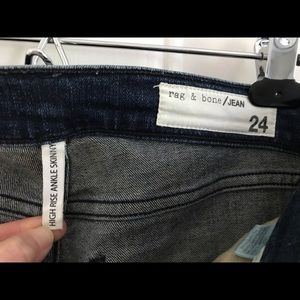 rag & bone/JEAN
24
HIGH RISE ANKLE SKINNY